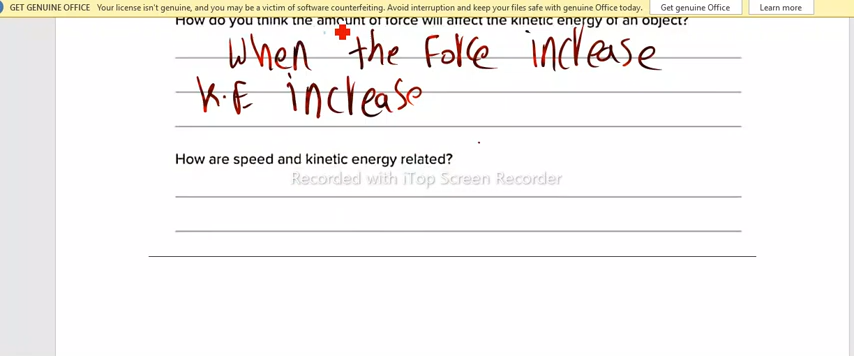 GET GENUINE OFFICE Your license isn't genuine, and you may be a victim of software counterfeiting. Avoid interruption and keep your files safe with genuine Office today. Get genuine Office Learn more
How do you think the amount of force will affect the kinetic energy of an object?
When the Force increase
K.E increase
How are speed and kinetic energy related?
Recorded with iTop Screen Recorder